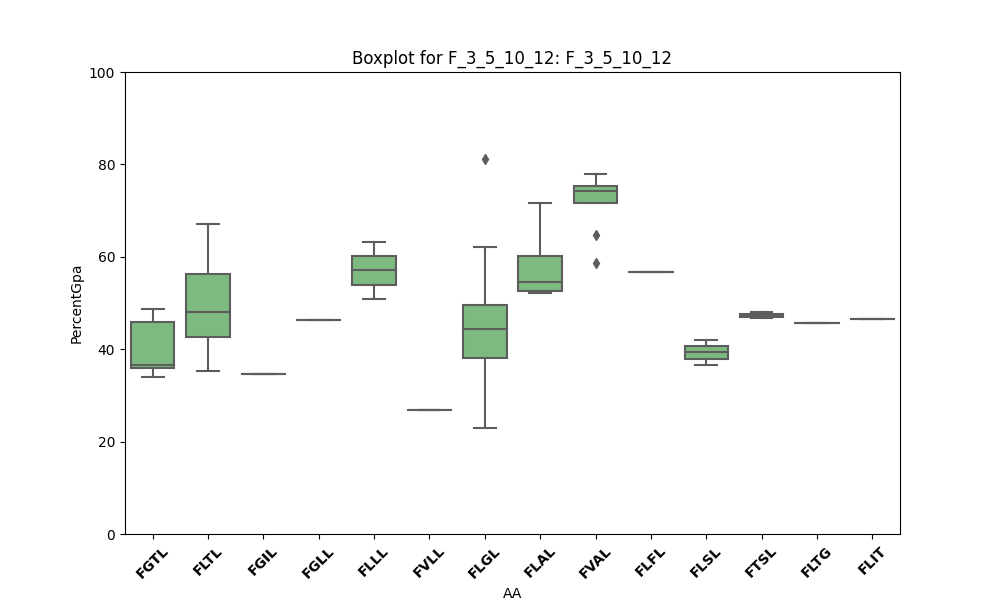 Boxplot for F_3_5_10_12: F_3_5_10_12
100
80
60
40
20
0
PercentGpa
FGTL FLTL FGIL FGLL FLLL FVLL FLGL FLAL FVAL FLFL FLSL FTSL FLTG FLIT
AA